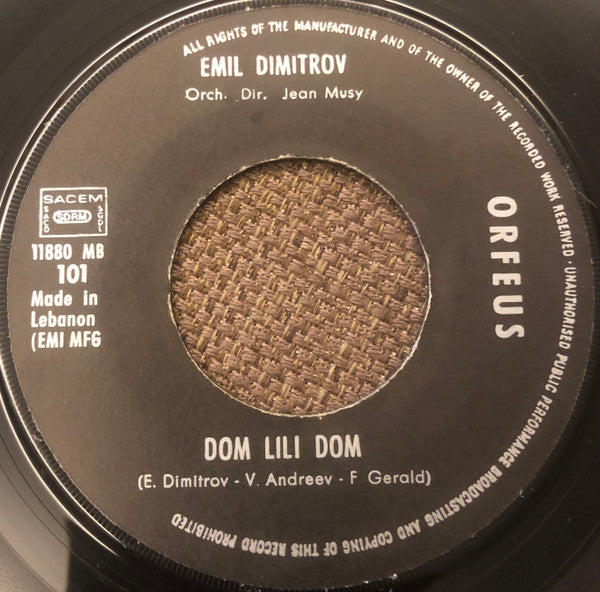 ALL RIGHTS OF THE MANUFACTURER AND OF THE OWNER OF THE RECORDED WORK RESERVED · UNAUTHORISED PUBLIC PERFORMANCE BROADCASTING AND COPYING OF THIS RECORD PROHIBITED
EMIL DIMITROV
Orch. Dir. Jean Musy
SACEM
SACD
SDRM
SGDL
11880 MB
101
Made in
Lebanon
(EMI MFG
ORFEUS
DOM LILI DOM
(E. Dimitrov - V. Andreev - F Gerald)